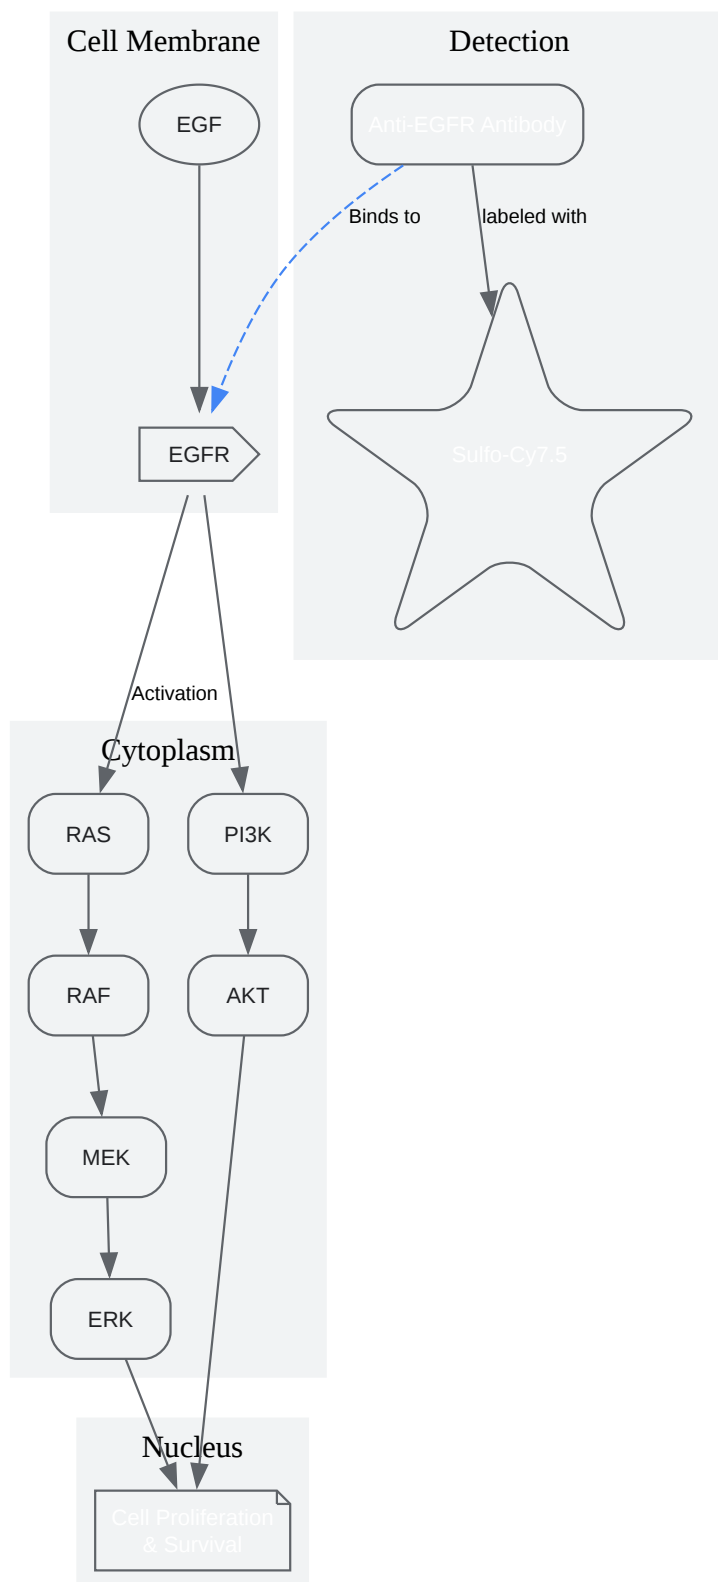 Cell Membrane
Detection
EGF
Anti-EGFR Antibody
Binds to
labeled with
EGFR
Sulfo-Cy7.5
Activation
Cytoplasm
RAS
PI3K
RAF
AKT
MEK
ERK
Nucleus
Cell Proliferation
& Survival